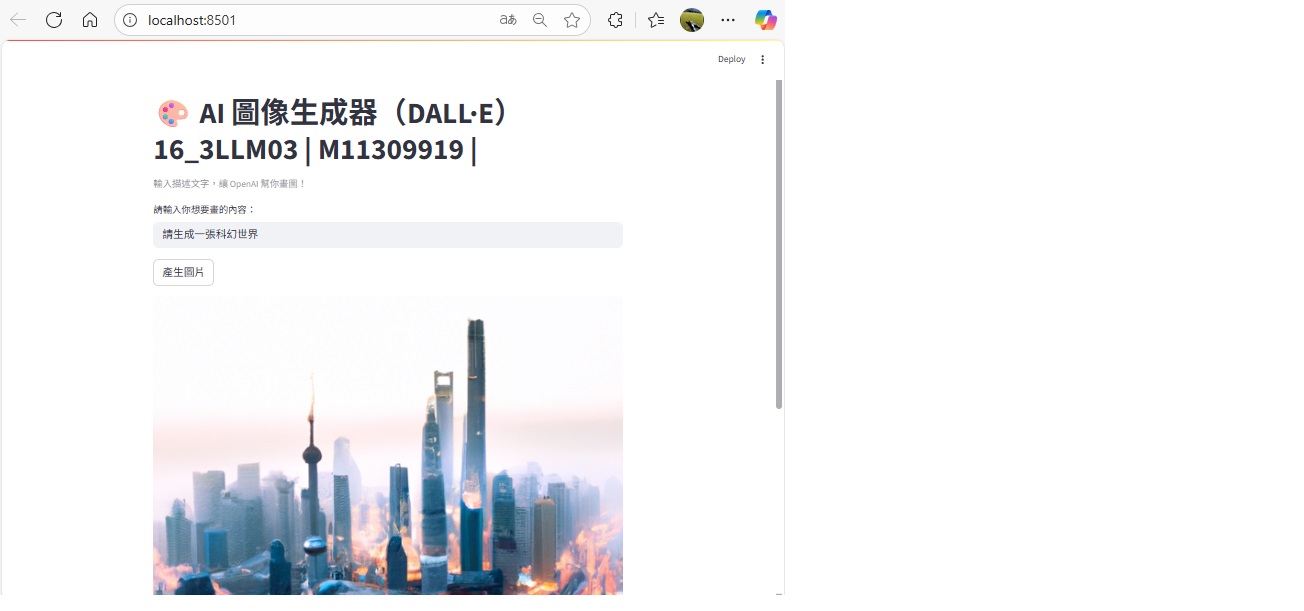 localhost:8501
aあ
Deploy
AI 圖像生成器（DALL·E）
16_3LLM03 | M11309919 |
輸入描述文字，讓 OpenAI 幫你畫圖！
請輸入你想要畫的內容：
請生成一張科幻世界
產生圖片